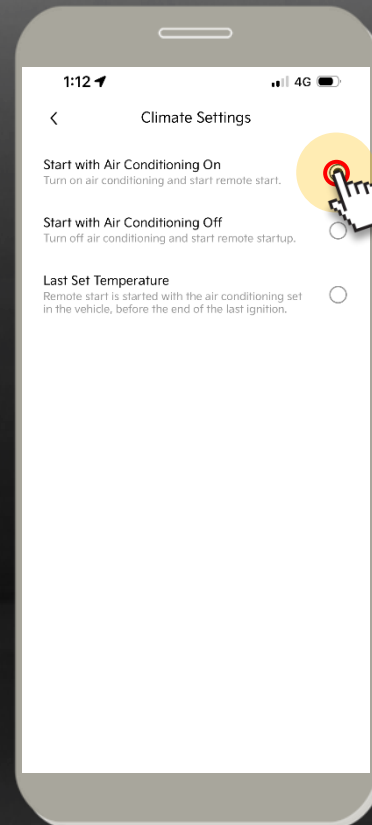 1:12
4G
Climate Settings
Start with Air Conditioning On
Turn on air conditioning and start remote start.
Start with Air Conditioning Off
Turn off air conditioning and start remote startup.
Last Set Temperature
Remote start is started with the air conditioning set
in the vehicle, before the end of the last ignition.